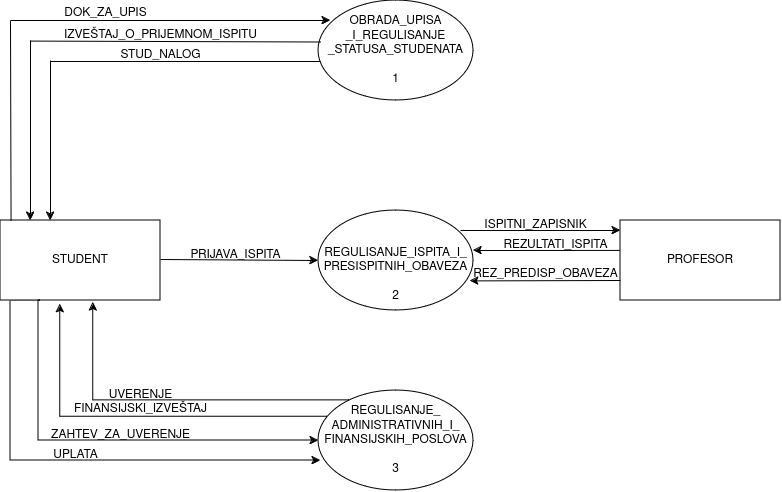 DOK_ZA_UPIS
IZVEŠTAJ_O_PRIJEMNOM_ISPITU
STUD_NALOG
OBRADA_UPISA
_I_REGULISANJE
_STATUSA_STUDENATA
1
STUDENT
PRIJAVA_ISPITA
REGULISANJE_ISPITA_I_
PRESISPITNIH_OBAVEZA
2
ISPITNI_ZAPISNIK
REZULTATI_ISPITA
REZ_PREDISP_OBAVEZA
PROFESOR
UVERENJE
FINANSIJSKI_IZVEŠTAJ
ZAHTEV_ZA_UVERENJE
UPLATA
REGULISANJE_
ADMINISTRATIVNIH_I_
FINANSIJSKIH_POSLOVA
3